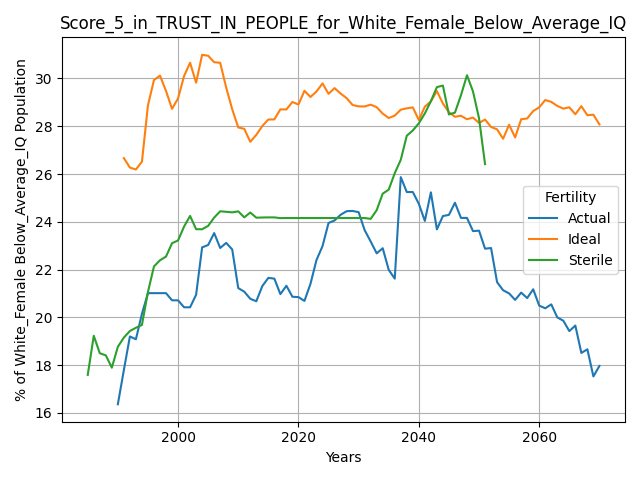 Score_5_in_TRUST_IN_PEOPLE_for_White_Female_Below_Average_IQ
% of White_Female Below_Average_IQ Population
30
28
26
24
22
20
18
16
Fertility
Actual
Ideal
Sterile
2000
2020
2040
2060
Years